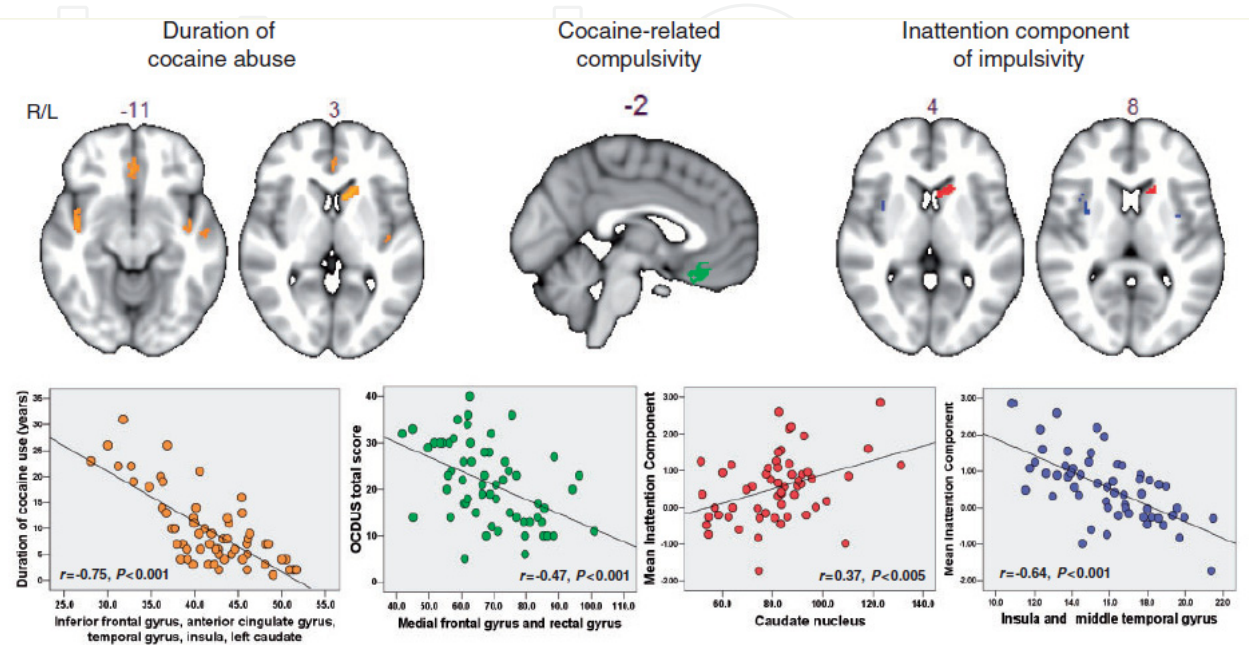 Duration of
cocaine abuse
Cocaine-related
compulsivity
Inattention component
of impulsivity
R/L
-11
3
-2
4
8
Duration of cocaine use (years)
35
30
25
20
15
10
5
0
r=-0.75, P<0.001
25.0 30.0 35.0 40.0 45.0 50.0 55.0
Inferior frontal gyrus, anterior cingulate gyrus,
temporal gyrus, insula, left caudate
OCDUS total score
40
30
20
10
0
r=-0.47, P<0.001
40.0 50.0 60.0 70.0 80.0 90.0 100.0 110.0
Medial frontal gyrus and rectal gyrus
Mean Inattention Component
3.00
2.00
1.00
0.00
-1.00
-2.00
r=0.37, P<0.005
60.0 80.0 100.0 120.0 140.0
Caudate nucleus
Mean Inattention Component
3.00
2.00
1.00
0.00
-1.00
-2.00
r=-0.64, P<0.001
10.0 12.0 14.0 16.0 18.0 20.0 220
Insula and middle temporal gyrus